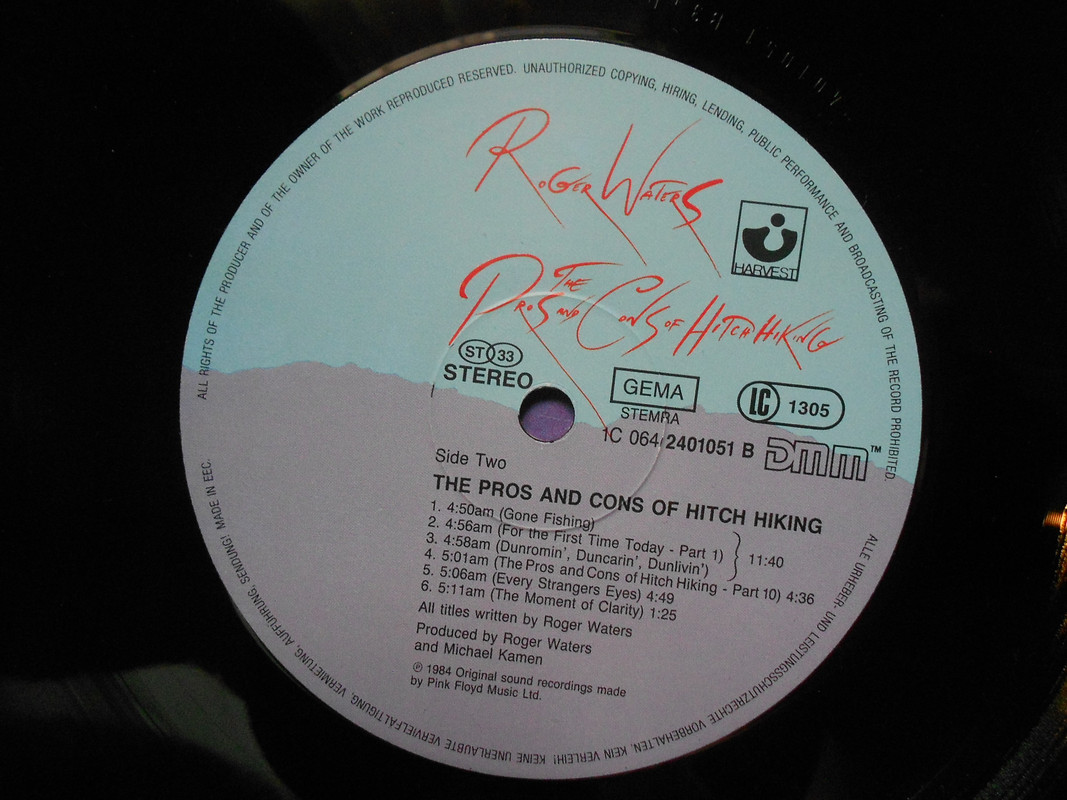 ALL RIGHTS OF THE PRODUCER AND OF THE OWNER OF THE WORK REPRODUCED RESERVED. UNAUTHORIZED COPYING, HIRING, LENDING, PUBLIC PERFORMANCE AND BROADCASTING OF THE RECORD PROHIBITED.
ROGER WATERS
HARVEST
THE
PROS AND CONS OF HITCH HIKING
ST 33
STEREO
GEMA
STEMRA
LC 1305
1C 064 2401051 B DMM™
Side Two
THE PROS AND CONS OF HITCH HIKING
1. 4:50am (Gone Fishing)
2. 4:56am (For the First Time Today - Part 1)
3. 4:58am (Dunromin', Duncarin', Dunlivin') } 11:40
4. 5:01am (The Pros and Cons of Hitch Hiking - Part 10) 4:36
5. 5:06am (Every Strangers Eyes) 4:49
6. 5:11am (The Moment of Clarity) 1:25
All titles written by Roger Waters
Produced by Roger Waters
and Michael Kamen
℗ 1984 Original sound recordings made
by Pink Floyd Music Ltd.
ALLE URHEBER- UND LEISTUNGSSCHUTZRECHTE VORBEHALTEN. KEIN VERLEIH! KEINE UNERLAUBTE VERVIELFÄLTIGUNG, VERMIETUNG, AUFFÜHRUNG, SENDUNG! MADE IN EEC.